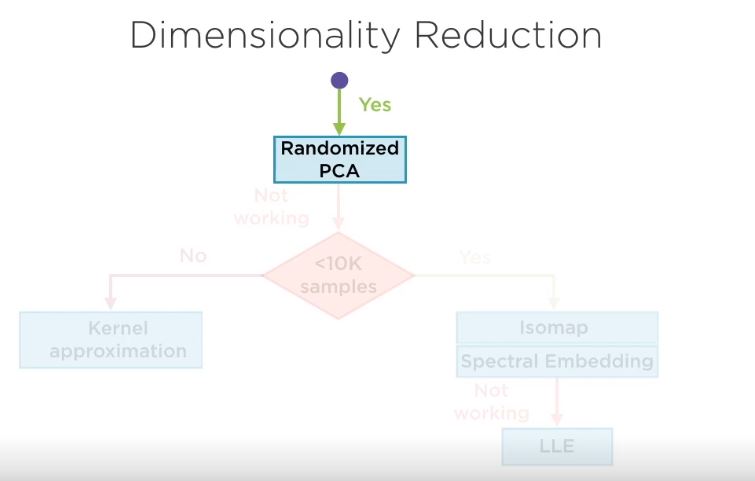 Dimensionality Reduction
Yes
Randomized
PCA
Not
working
No
<10K
samples
Yes
Kernel
approximation
Isomap
Spectral Embedding
Not
working
LLE